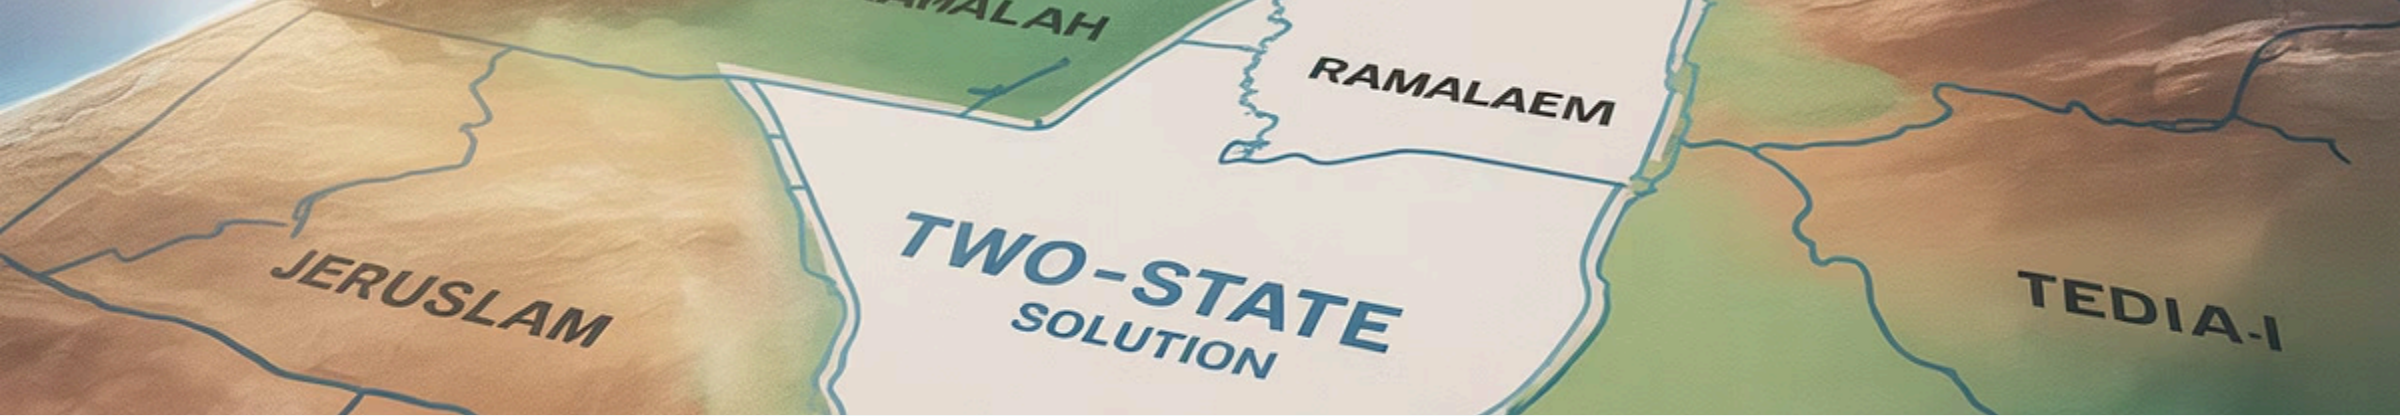 AMALAH
RAMALAEM
JERUSLAM
TWO-STATE
SOLUTION
TEDIA-I